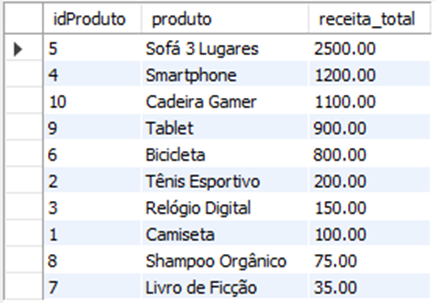 idProduto produto receita_total
5 Sofá 3 Lugares 2500.00
4 Smartphone 1200.00
10 Cadeira Gamer 1100.00
9 Tablet 900.00
6 Bicicleta 800.00
2 Tênis Esportivo 200.00
3 Relógio Digital 150.00
1 Camiseta 100.00
8 Shampoo Orgânico 75.00
7 Livro de Ficção 35.00